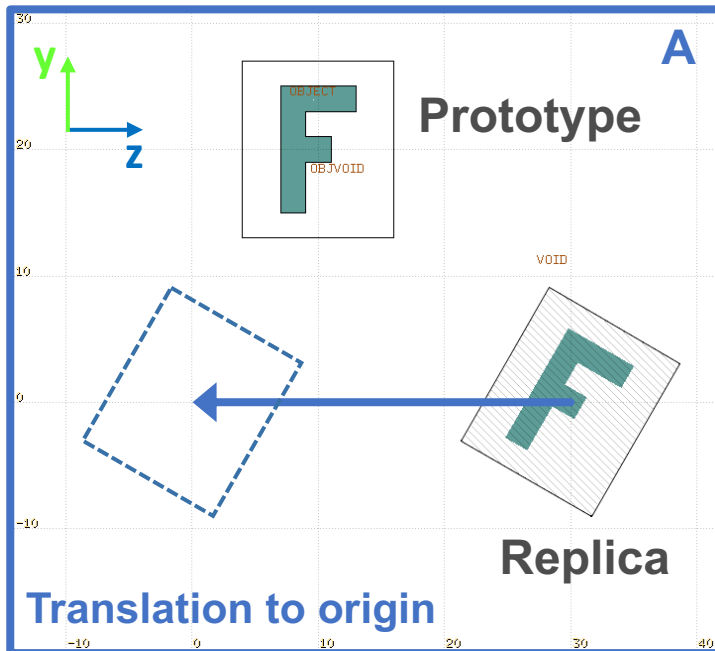 30
A
y
OBJECT
Prototype
20
z
OBJVOID
10
VOID
0
-10
Replica
Translation to origin
-10
0
10
20
30
40